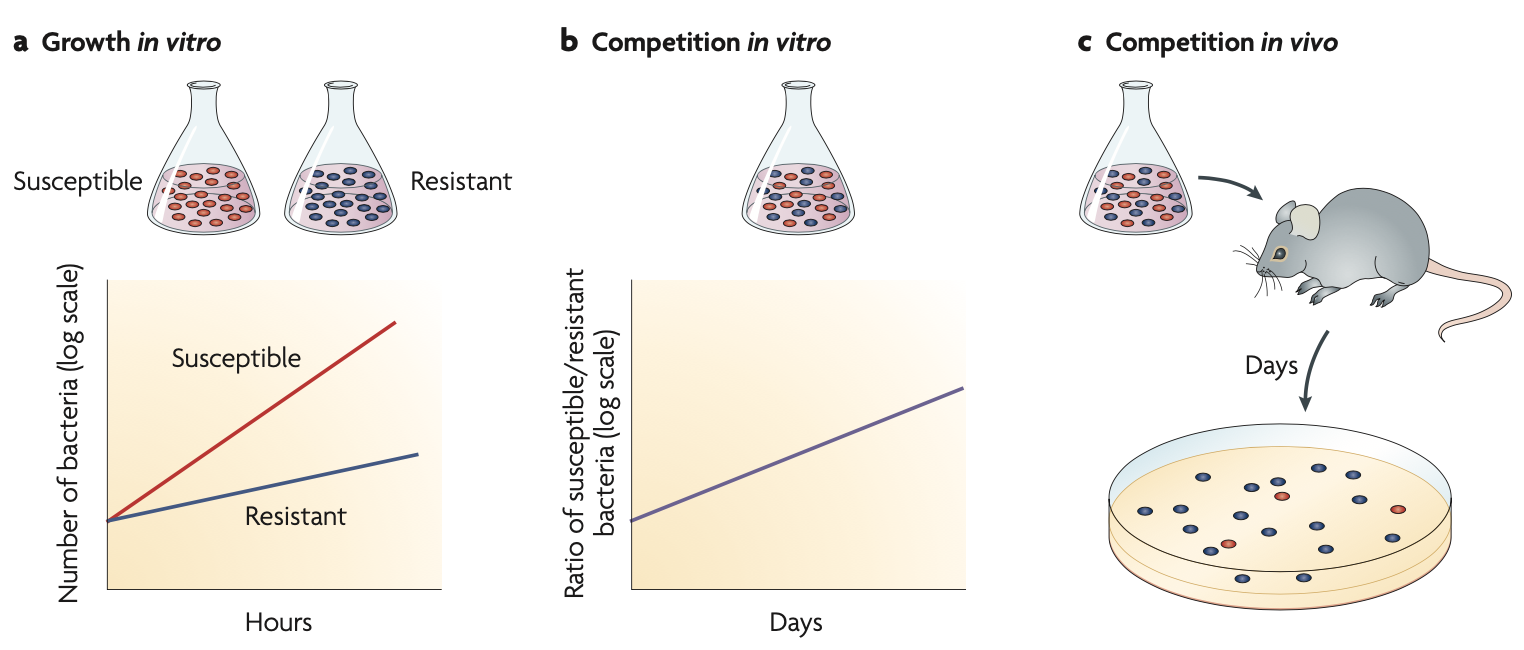 a Growth in vitro
Susceptible
Resistant
Number of bacteria (log scale)
Susceptible
Resistant
Hours
b Competition in vitro
Ratio of susceptible/resistant
bacteria (log scale)
Days
c Competition in vivo
Days